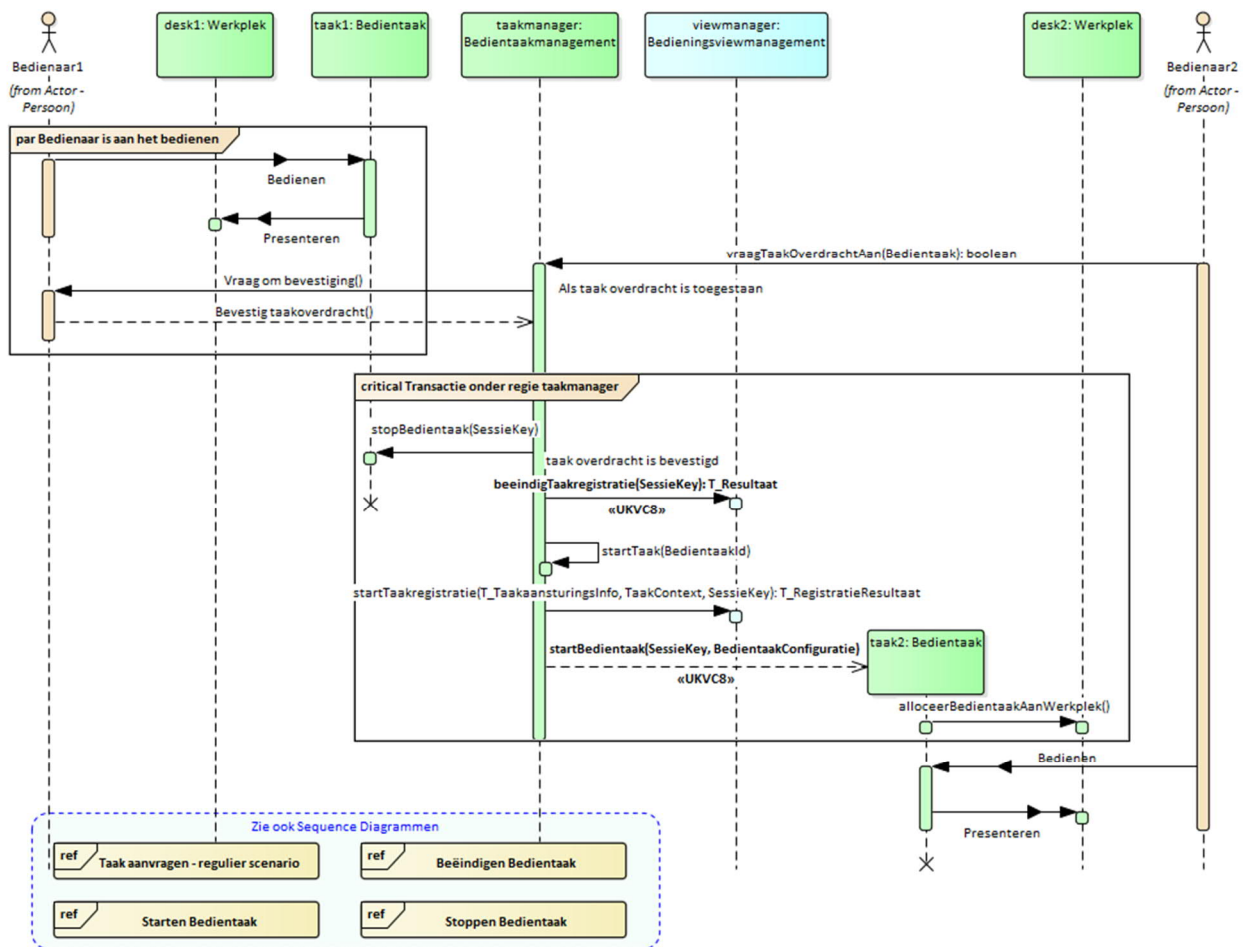 desk1: Werkplek
taak1: Bedientaak
taakmanager:
Bedientaakmanagement
viewmanager:
Bedieningsviewmanagement
desk2: Werkplek
Bedienaar1
(from Actor -
Persoon)
Bedienaar2
(from Actor -
Persoon)
par Bedienaar is aan het bedienen
Bedienen
Presenteren
vraagTaakOverdrachtAan(Bedientaak): boolean
Vraag om bevestiging()
Als taak overdracht is toegestaan
Bevestig taakoverdracht()
critical Transactie onder regie taakmanager
stopBedientaak(SessieKey)
taak overdracht is bevestigd
beeindigTaakregistratie(SessieKey): T_Resultaat
«UKVC8»
startTaak(BedientaakId)
startTaakregistratie(T_TaakaansturingsInfo, TaakContext, SessieKey): T_RegistratieResultaat
startBedientaak(SessieKey, BedientaakConfiguratie)
«UKVC8»
taak2: Bedientaak
alloceerBedientaakAanWerkplek()
Bedienen
Presenteren
Zie ook Sequence Diagrammen
ref
Taak aanvragen - regulier scenario
ref
Beëindigen Bedientaak
ref
Starten Bedientaak
ref
Stoppen Bedientaak